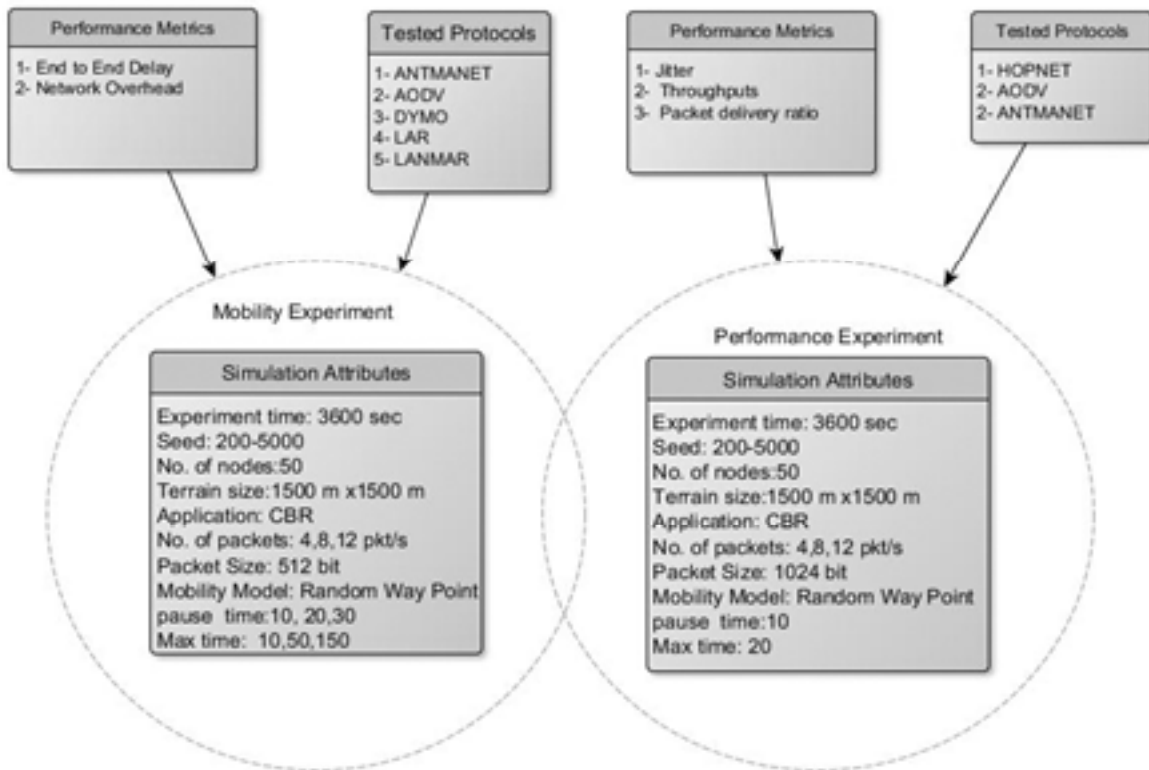 Performance Metrics
1- End to End Delay
2- Network Overhead
Tested Protocols
1- ANTMANET
2- AODV
3- DYMO
4- LAR
5- LANMAR
Performance Metrics
1- Jitter
2- Throughputs
3- Packet delivery ratio
Tested Protocols
1- HOPNET
2- AODV
2- ANTMANET
Mobility Experiment
Simulation Attributes
Experiment time: 3600 sec
Seed: 200-5000
No. of nodes:50
Terrain size:1500 m x1500 m
Application: CBR
No. of packets: 4,8,12 pkt/s
Packet Size: 512 bit
Mobility Model: Random Way Point
pause time:10, 20,30
Max time: 10,50,150
Performance Experiment
Simulation Attributes
Experiment time: 3600 sec
Seed: 200-5000
No. of nodes:50
Terrain size:1500 m x1500 m
Application: CBR
No. of packets: 4,8,12 pkt/s
Packet Size: 1024 bit
Mobility Model: Random Way Point
pause time:10
Max time: 20